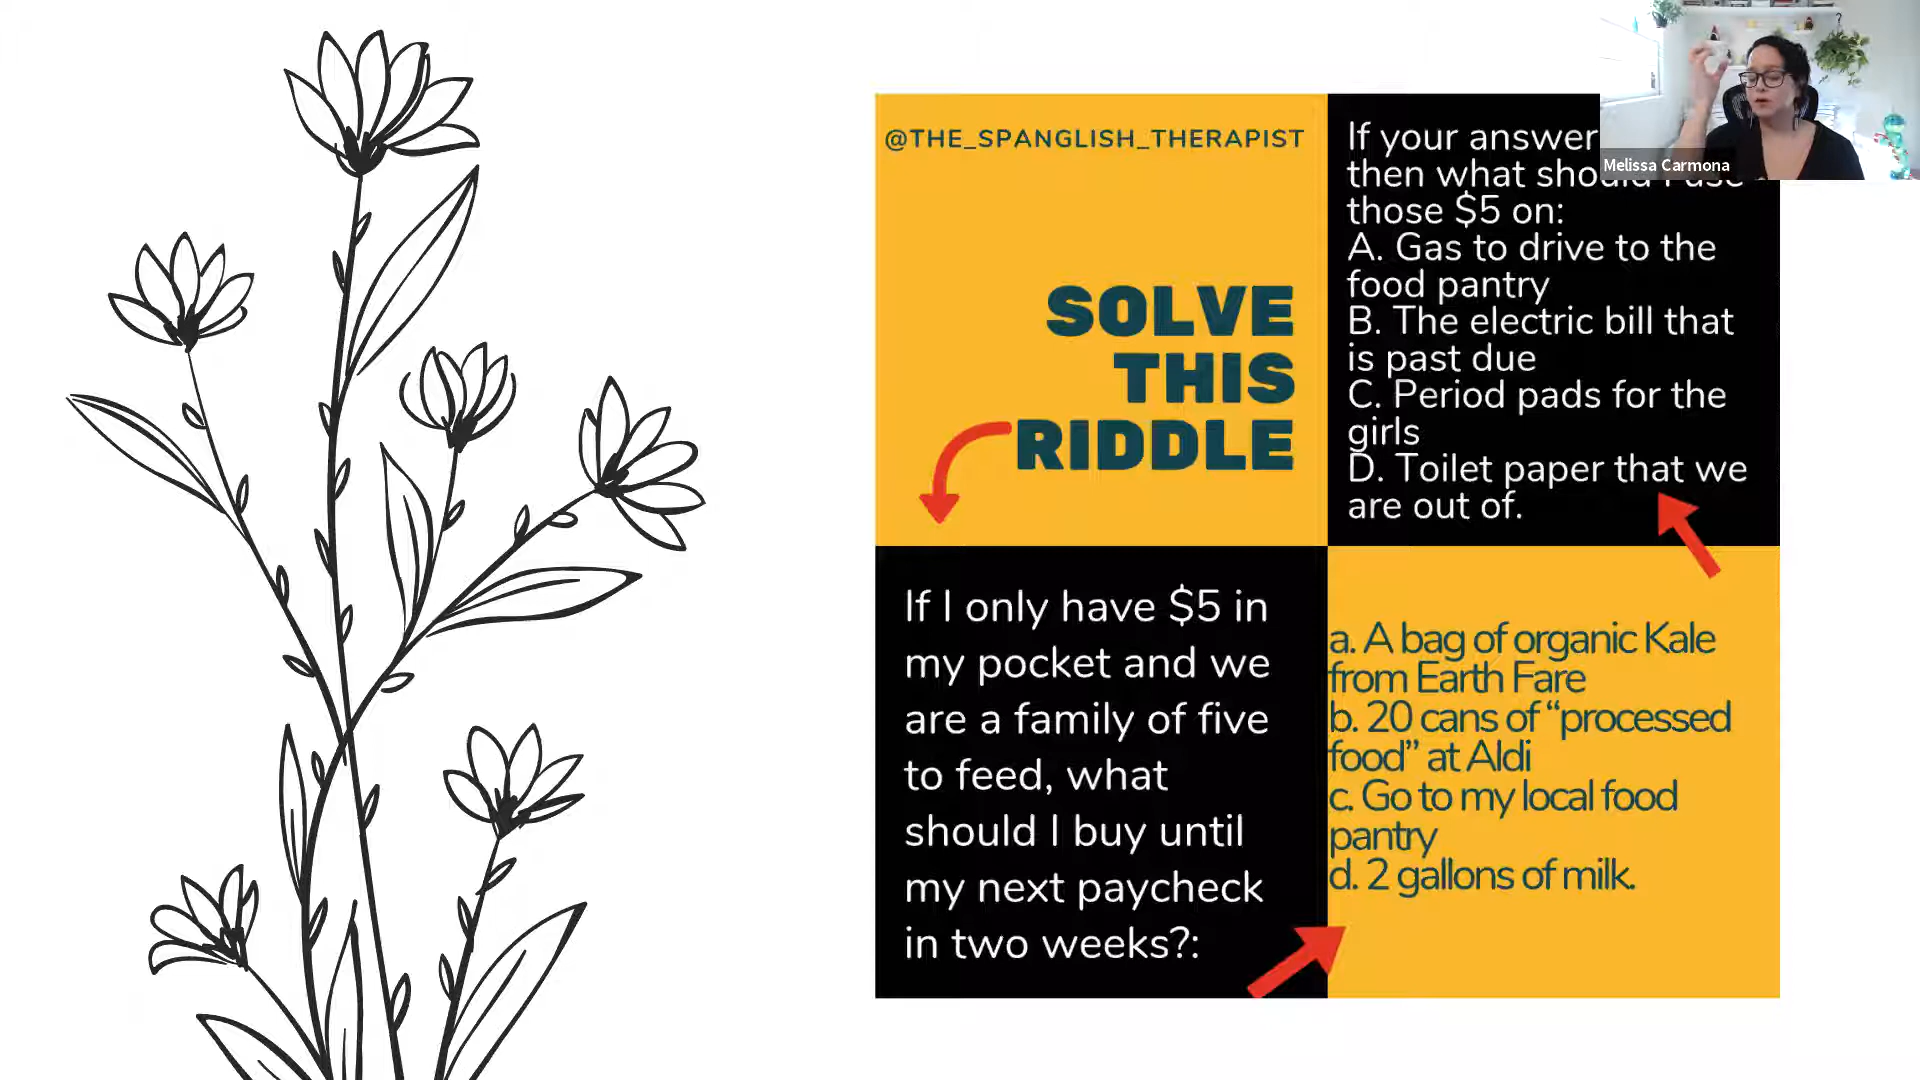 @THE_SPANGLISH_THERAPIST
SOLVE
THIS
RIDDLE
If I only have $5 in
my pocket and we
are a family of five
to feed, what
should I buy until
my next paycheck
in two weeks?:
a. A bag of organic Kale
from Earth Fare
b. 20 cans of “processed
food” at Aldi
c. Go to my local food
pantry
d. 2 gallons of milk.
If your answer
then what should I use
those $5 on:
A. Gas to drive to the
food pantry
B. The electric bill that
is past due
C. Period pads for the
girls
D. Toilet paper that we
are out of.
Melissa Carmona